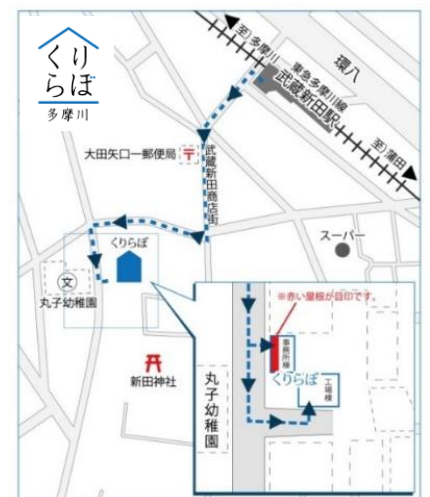 くり
らぼ
多摩川
至)多摩川
環八
東急多摩川線
武蔵新田駅
至)蒲田
大田矢口一郵便局
〒
武蔵新田商店街
くりらぼ
スーパー
文
丸子幼稚園
新田神社
※赤い屋根が目印です。
事務所棟
くりらぼ
工場棟
丸子幼稚園